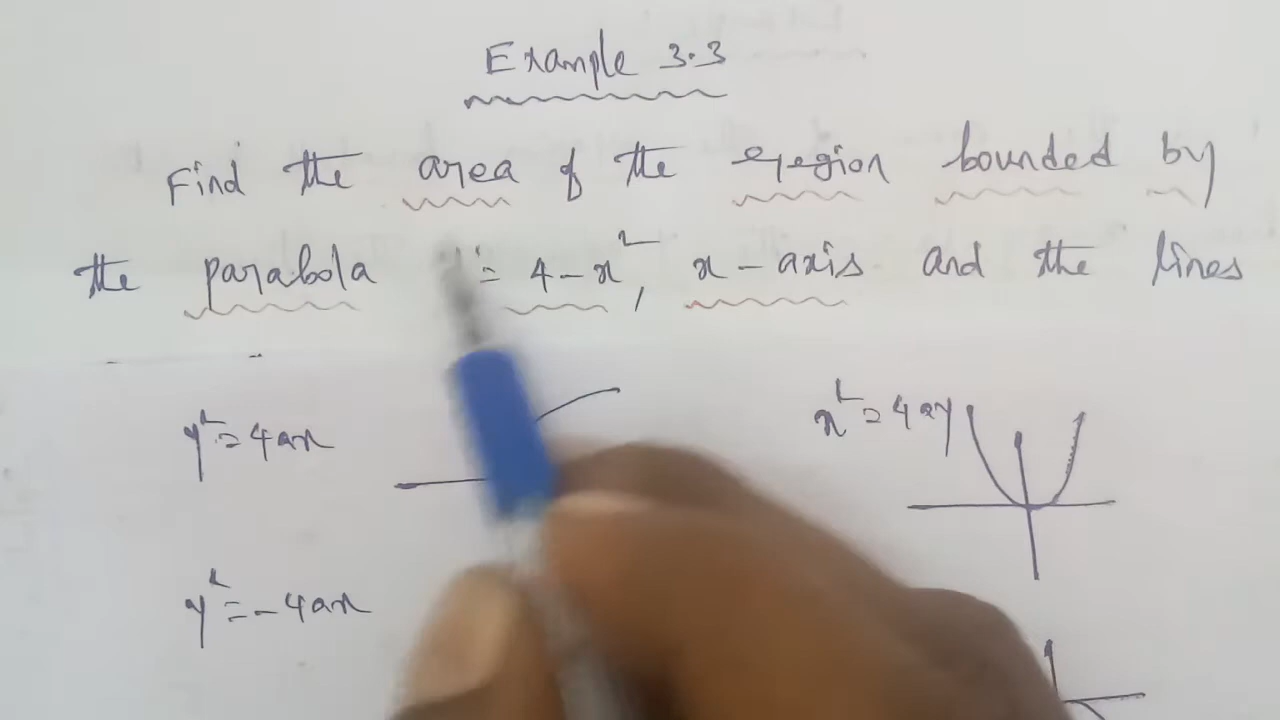 Example 3.3
Find the area of the region bounded by
the parabola = 4 - x², x - axis and the lines
y² = 4ax
x² = 4ay
y² = - 4ax